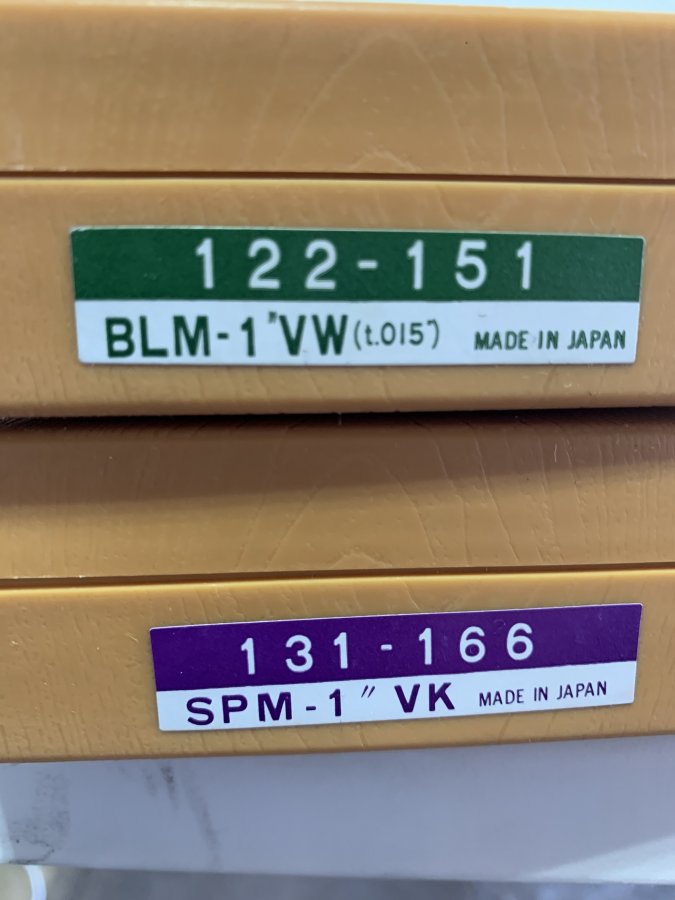 122-151
BLM-1"VW(t.015") MADE IN JAPAN
131-166
SPM-1" VK MADE IN JAPAN